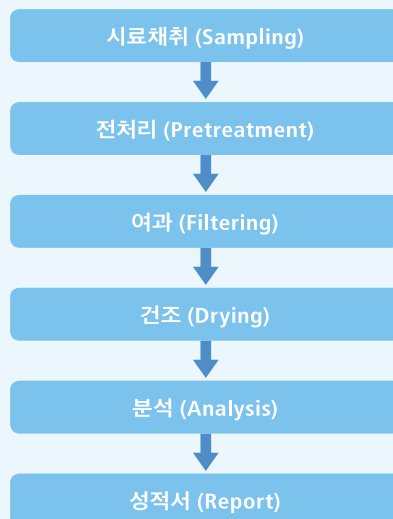 시료채취 (Sampling)
전처리 (Pretreatment)
여과 (Filtering)
건조 (Drying)
분석 (Analysis)
성적서 (Report)